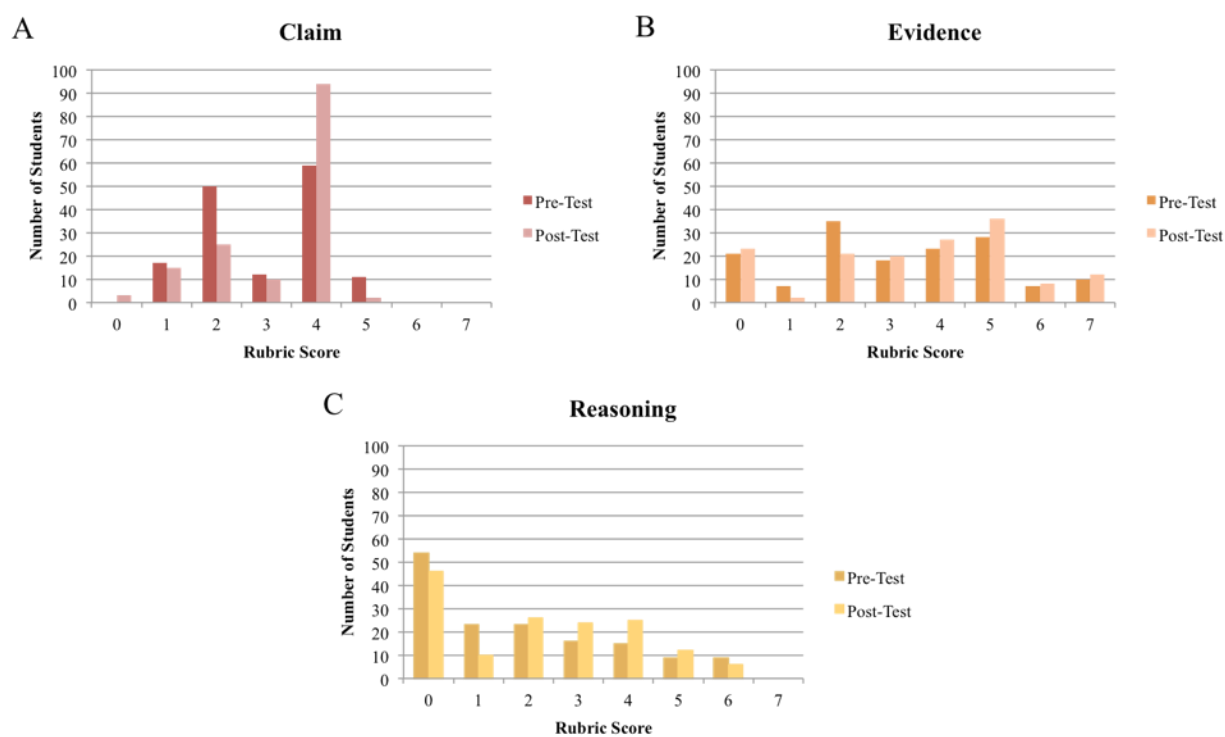 A
Claim
Number of Students
100
90
80
70
60
50
40
30
20
10
0
0 1 2 3 4 5 6 7
Rubric Score
Pre-Test
Post-Test
B
Evidence
Number of Students
100
90
80
70
60
50
40
30
20
10
0
0 1 2 3 4 5 6 7
Rubric Score
Pre-Test
Post-Test
C
Reasoning
Number of Students
100
90
80
70
60
50
40
30
20
10
0
0 1 2 3 4 5 6 7
Rubric Score
Pre-Test
Post-Test